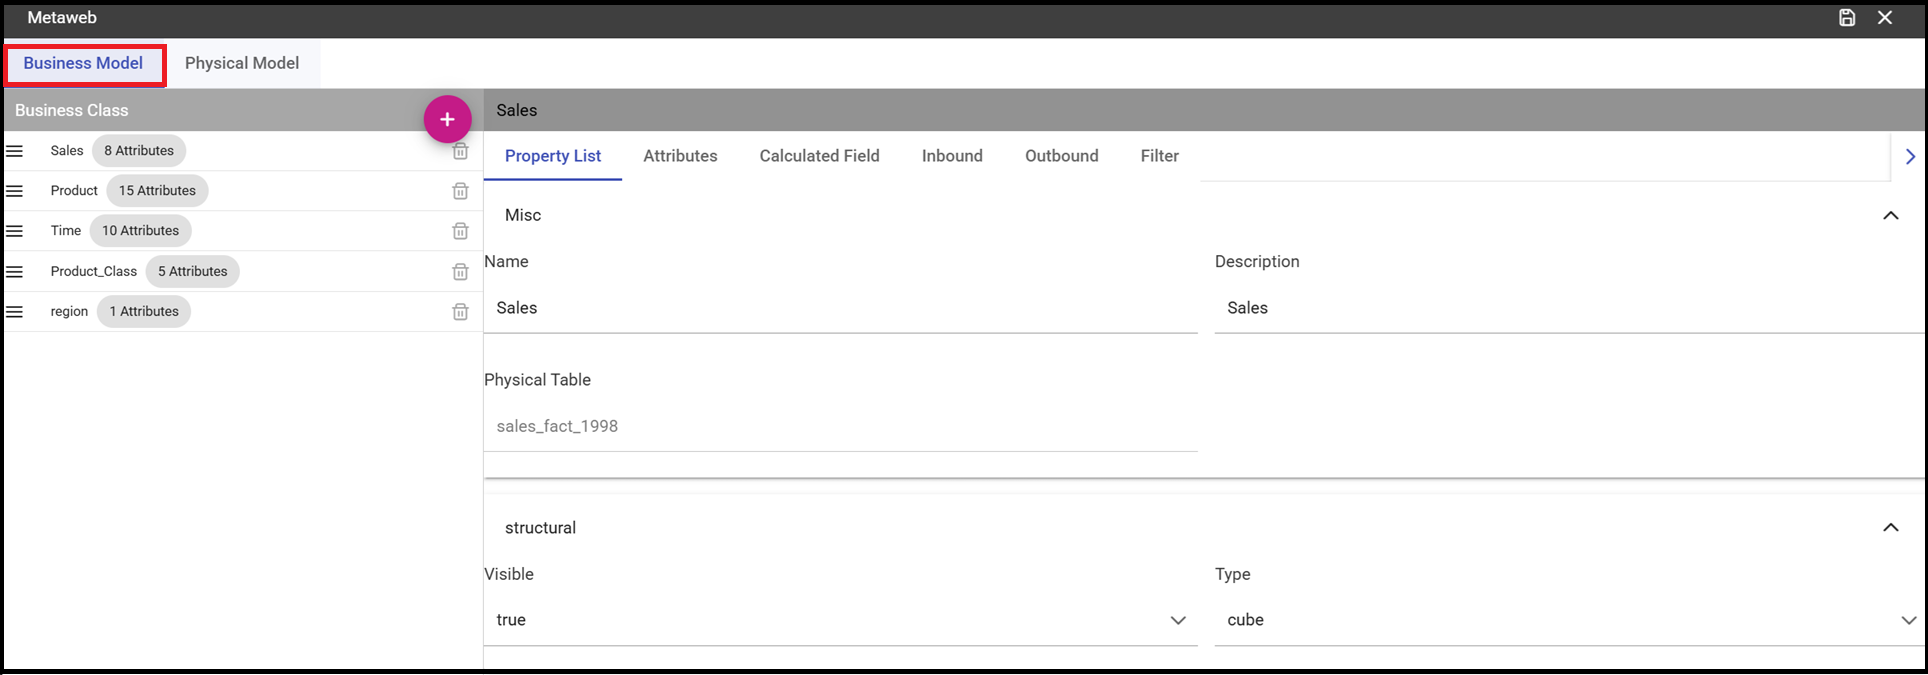 Metaweb
Business Model Physical Model
Business Class
Sales 8 Attributes
Product 15 Attributes
Time 10 Attributes
Product_Class 5 Attributes
region 1 Attributes
Sales
Property List Attributes Calculated Field Inbound Outbound Filter
Misc
Name Description
Sales Sales
Physical Table
sales_fact_1998
structural
Visible Type
true cube